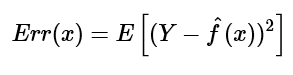 Err(x) = E[(Y − f̂(x))²]